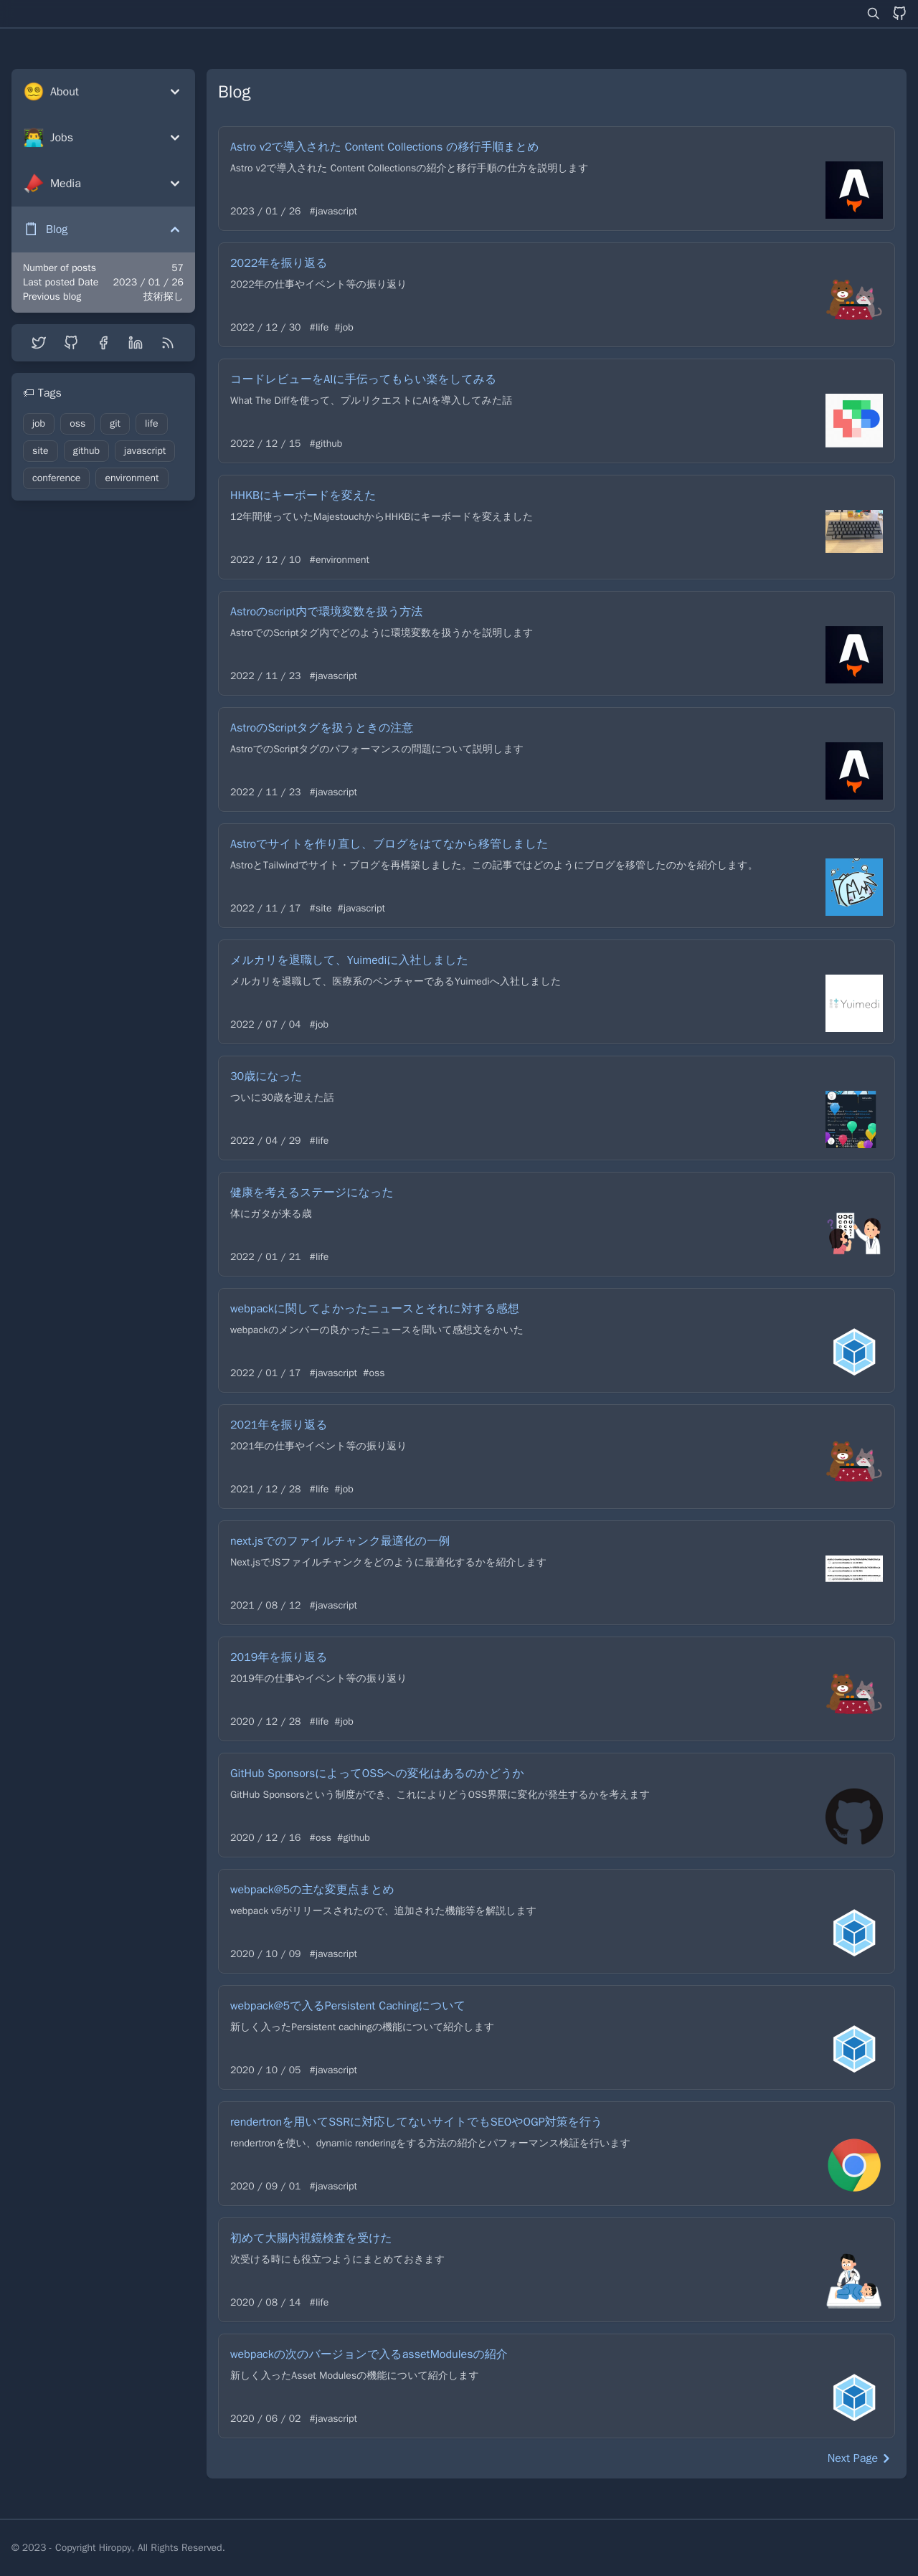 About
Jobs
Media
Blog
Number of posts 57
Last posted Date 2023 / 01 / 26
Previous blog 技術探し
Tags
job oss git life
site github javascript
conference environment
Blog
Astro v2で導入された Content Collections の移行手順まとめ
Astro v2で導入された Content Collectionsの紹介と移行手順の仕方を説明します
2023 / 01 / 26 #javascript
2022年を振り返る
2022年の仕事やイベント等の振り返り
2022 / 12 / 30 #life #job
コードレビューをAIに手伝ってもらい楽をしてみる
What The Diffを使って、プルリクエストにAIを導入してみた話
2022 / 12 / 15 #github
HHKBにキーボードを変えた
12年間使っていたMajestouchからHHKBにキーボードを変えました
2022 / 12 / 10 #environment
Astroのscript内で環境変数を扱う方法
AstroでのScriptタグ内でどのように環境変数を扱うかを説明します
2022 / 11 / 23 #javascript
AstroのScriptタグを扱うときの注意
AstroでのScriptタグのパフォーマンスの問題について説明します
2022 / 11 / 23 #javascript
Astroでサイトを作り直し、ブログをはてなから移管しました
AstroとTailwindでサイト・ブログを再構築しました。この記事ではどのようにブログを移管したのかを紹介します。
2022 / 11 / 17 #site #javascript
メルカリを退職して、Yuimediに入社しました
メルカリを退職して、医療系のベンチャーであるYuimediへ入社しました
Yuimedi
2022 / 07 / 04 #job
30歳になった
ついに30歳を迎えた話
2022 / 04 / 29 #life
健康を考えるステージになった
体にガタが来る歳
2022 / 01 / 21 #life
webpackに関してよかったニュースとそれに対する感想
webpackのメンバーの良かったニュースを聞いて感想文をかいた
2022 / 01 / 17 #javascript #oss
2021年を振り返る
2021年の仕事やイベント等の振り返り
2021 / 12 / 28 #life #job
next.jsでのファイルチャンク最適化の一例
Next.jsでJSファイルチャンクをどのように最適化するかを紹介します
2021 / 08 / 12 #javascript
2019年を振り返る
2019年の仕事やイベント等の振り返り
2020 / 12 / 28 #life #job
GitHub SponsorsによってOSSへの変化はあるのかどうか
GitHub Sponsorsという制度ができ、これによりどうOSS界隈に変化が発生するかを考えます
2020 / 12 / 16 #oss #github
webpack@5の主な変更点まとめ
webpack v5がリリースされたので、追加された機能等を解説します
2020 / 10 / 09 #javascript
webpack@5で入るPersistent Cachingについて
新しく入ったPersistent cachingの機能について紹介します
2020 / 10 / 05 #javascript
rendertronを用いてSSRに対応してないサイトでもSEOやOGP対策を行う
rendertronを使い、dynamic renderingをする方法の紹介とパフォーマンス検証を行います
2020 / 09 / 01 #javascript
初めて大腸内視鏡検査を受けた
次受ける時にも役立つようにまとめておきます
2020 / 08 / 14 #life
webpackの次のバージョンで入るassetModulesの紹介
新しく入ったAsset Modulesの機能について紹介します
2020 / 06 / 02 #javascript
Next Page
© 2023 - Copyright Hiroppy, All Rights Reserved.